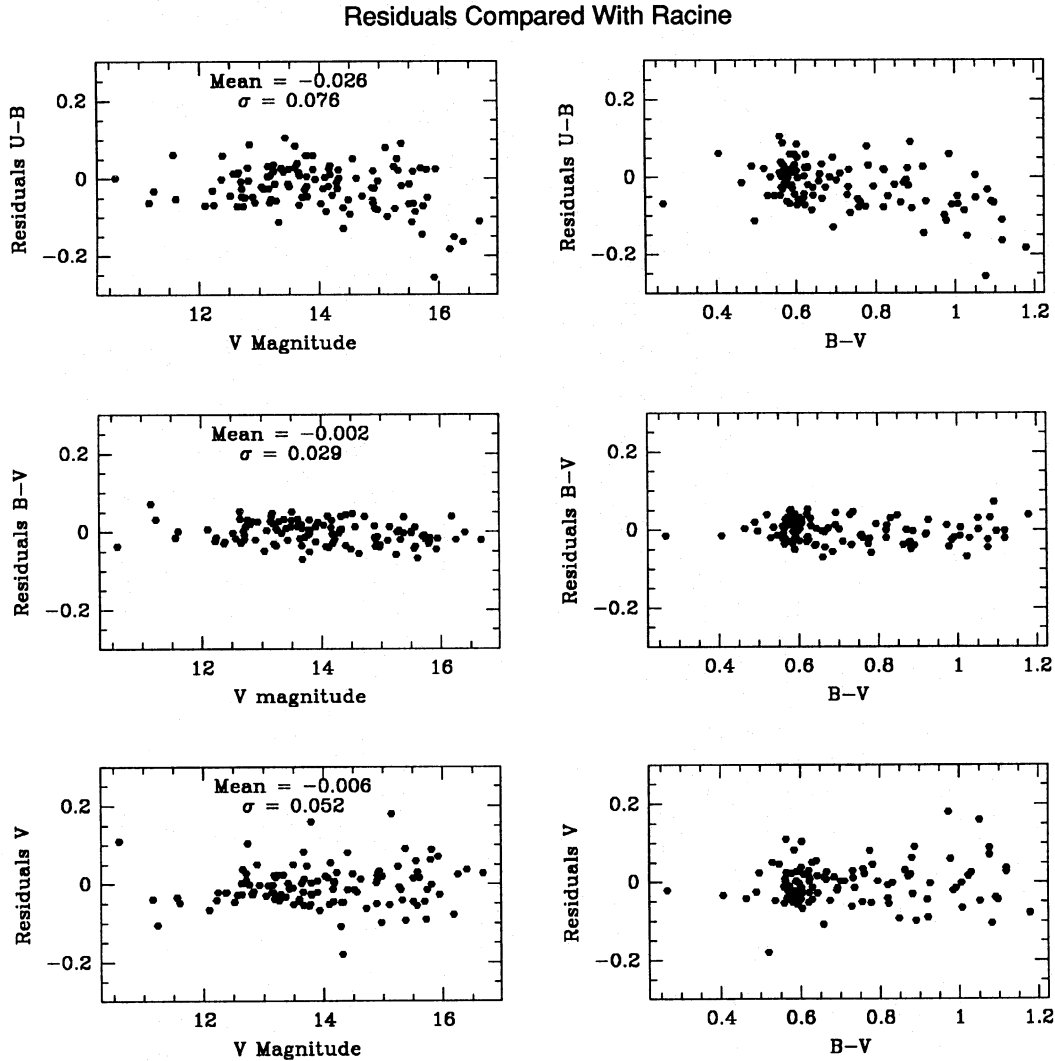 Residuals Compared With Racine
Mean = −0.026
σ = 0.076
Residuals U−B
0.2
0
−0.2
12 14 16
V Magnitude
Residuals U−B
0.2
0
−0.2
0.4 0.6 0.8 1 1.2
B−V
Mean = −0.002
σ = 0.029
Residuals B−V
0.2
0
−0.2
12 14 16
V magnitude
Residuals B−V
0.2
0
−0.2
0.4 0.6 0.8 1 1.2
B−V
Mean = −0.006
σ = 0.052
Residuals V
0.2
0
−0.2
12 14 16
V Magnitude
Residuals V
0.2
0
−0.2
0.4 0.6 0.8 1 1.2
B−V